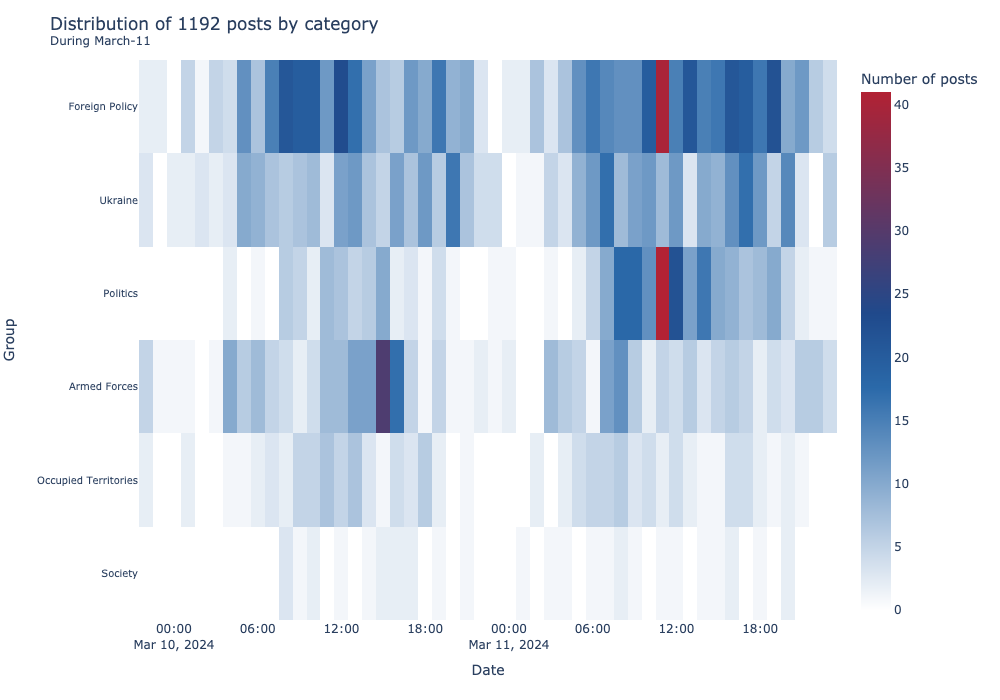 Distribution of 1192 posts by category
During March-11
Number of posts
Foreign Policy
Ukraine
Politics
Armed Forces
Occupied Territories
Society
Group
40
35
30
25
20
15
10
5
0
00:00 06:00 12:00 18:00 00:00 06:00 12:00 18:00
Mar 10, 2024 Mar 11, 2024
Date